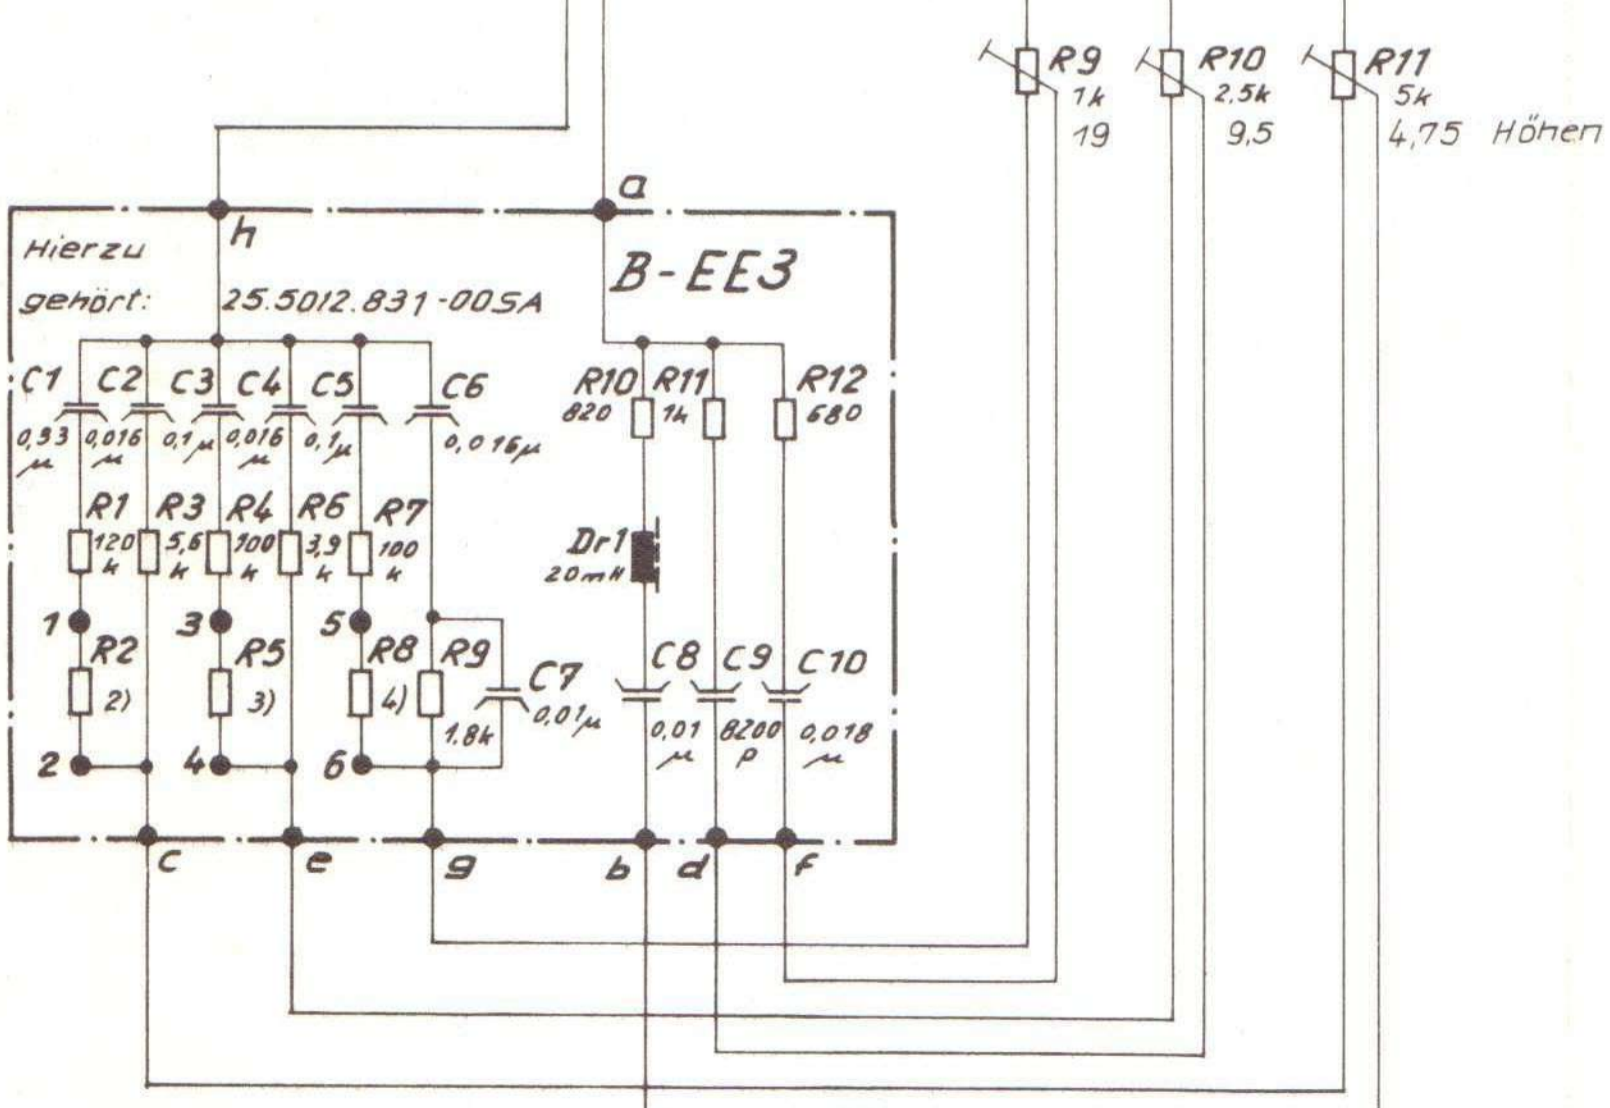 R9
1k
19
R10
2,5k
9,5
R11
5k
4,75 Höhen
a
h
Hierzu
gehört: 25.5012.831-00SA
B-EE3
C1 C2 C3 C4 C5 C6
0,33 μ
0,016 μ
0,1μ
0,016 μ
0,1μ
0,016μ
R10 820
R11 1k
R12 680
R1 120 k
R3 5,6 k
R4 100 k
R6 3,9 k
R7 100 k
Dr1
20mH
1 3 5
R2 2)
R5 3)
R8 4)
R9 1.8k
C7 0,01μ
C8 0,01 μ
C9 8200 p
C10 0,018 μ
2 4 6
c e g b d f